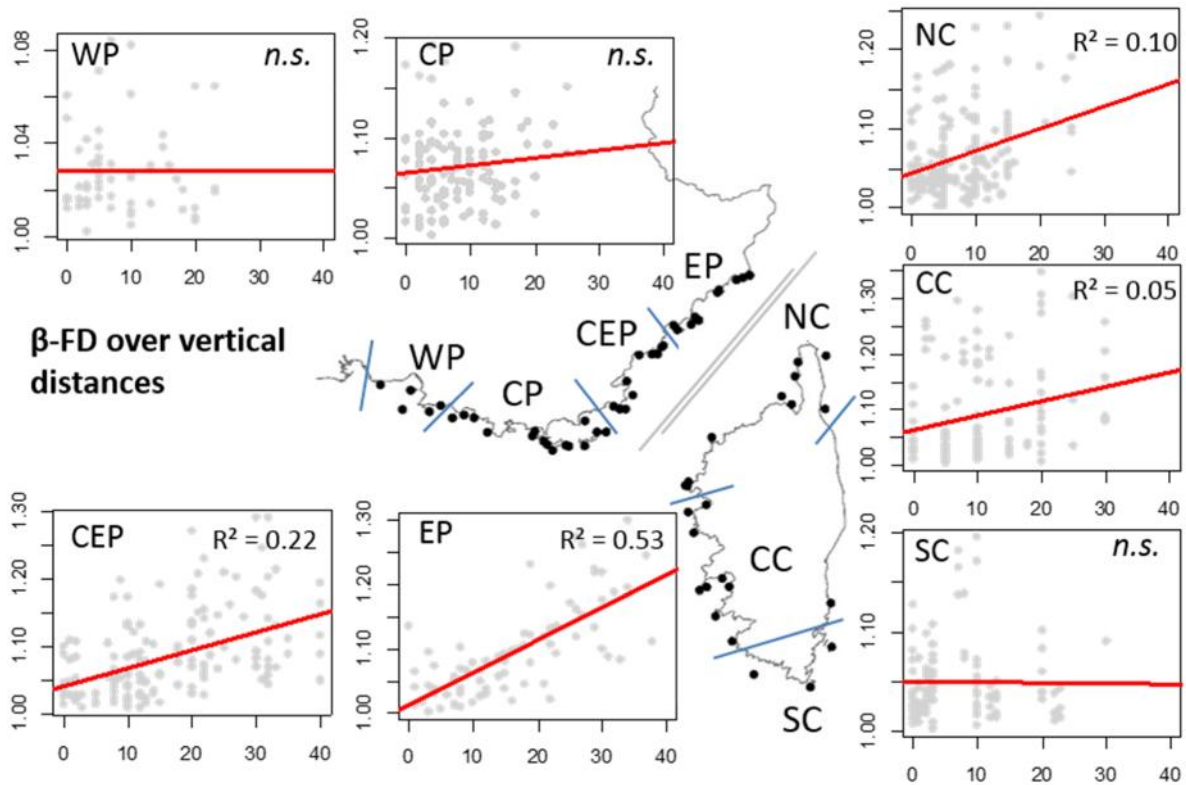 WP
n.s.
1.00
1.04
1.08
0
10
20
30
40
CP
n.s.
1.00
1.10
1.20
0
10
20
30
40
NC
R² = 0.10
1.00
1.10
1.20
0
10
20
30
40
β-FD over vertical
distances
WP
CP
CEP
EP
NC
CC
SC
CC
R² = 0.05
1.00
1.10
1.20
1.30
0
10
20
30
40
CEP
R² = 0.22
1.00
1.10
1.20
1.30
0
10
20
30
40
EP
R² = 0.53
1.00
1.10
1.20
1.30
0
10
20
30
40
SC
n.s.
1.00
1.10
1.20
0
10
20
30
40